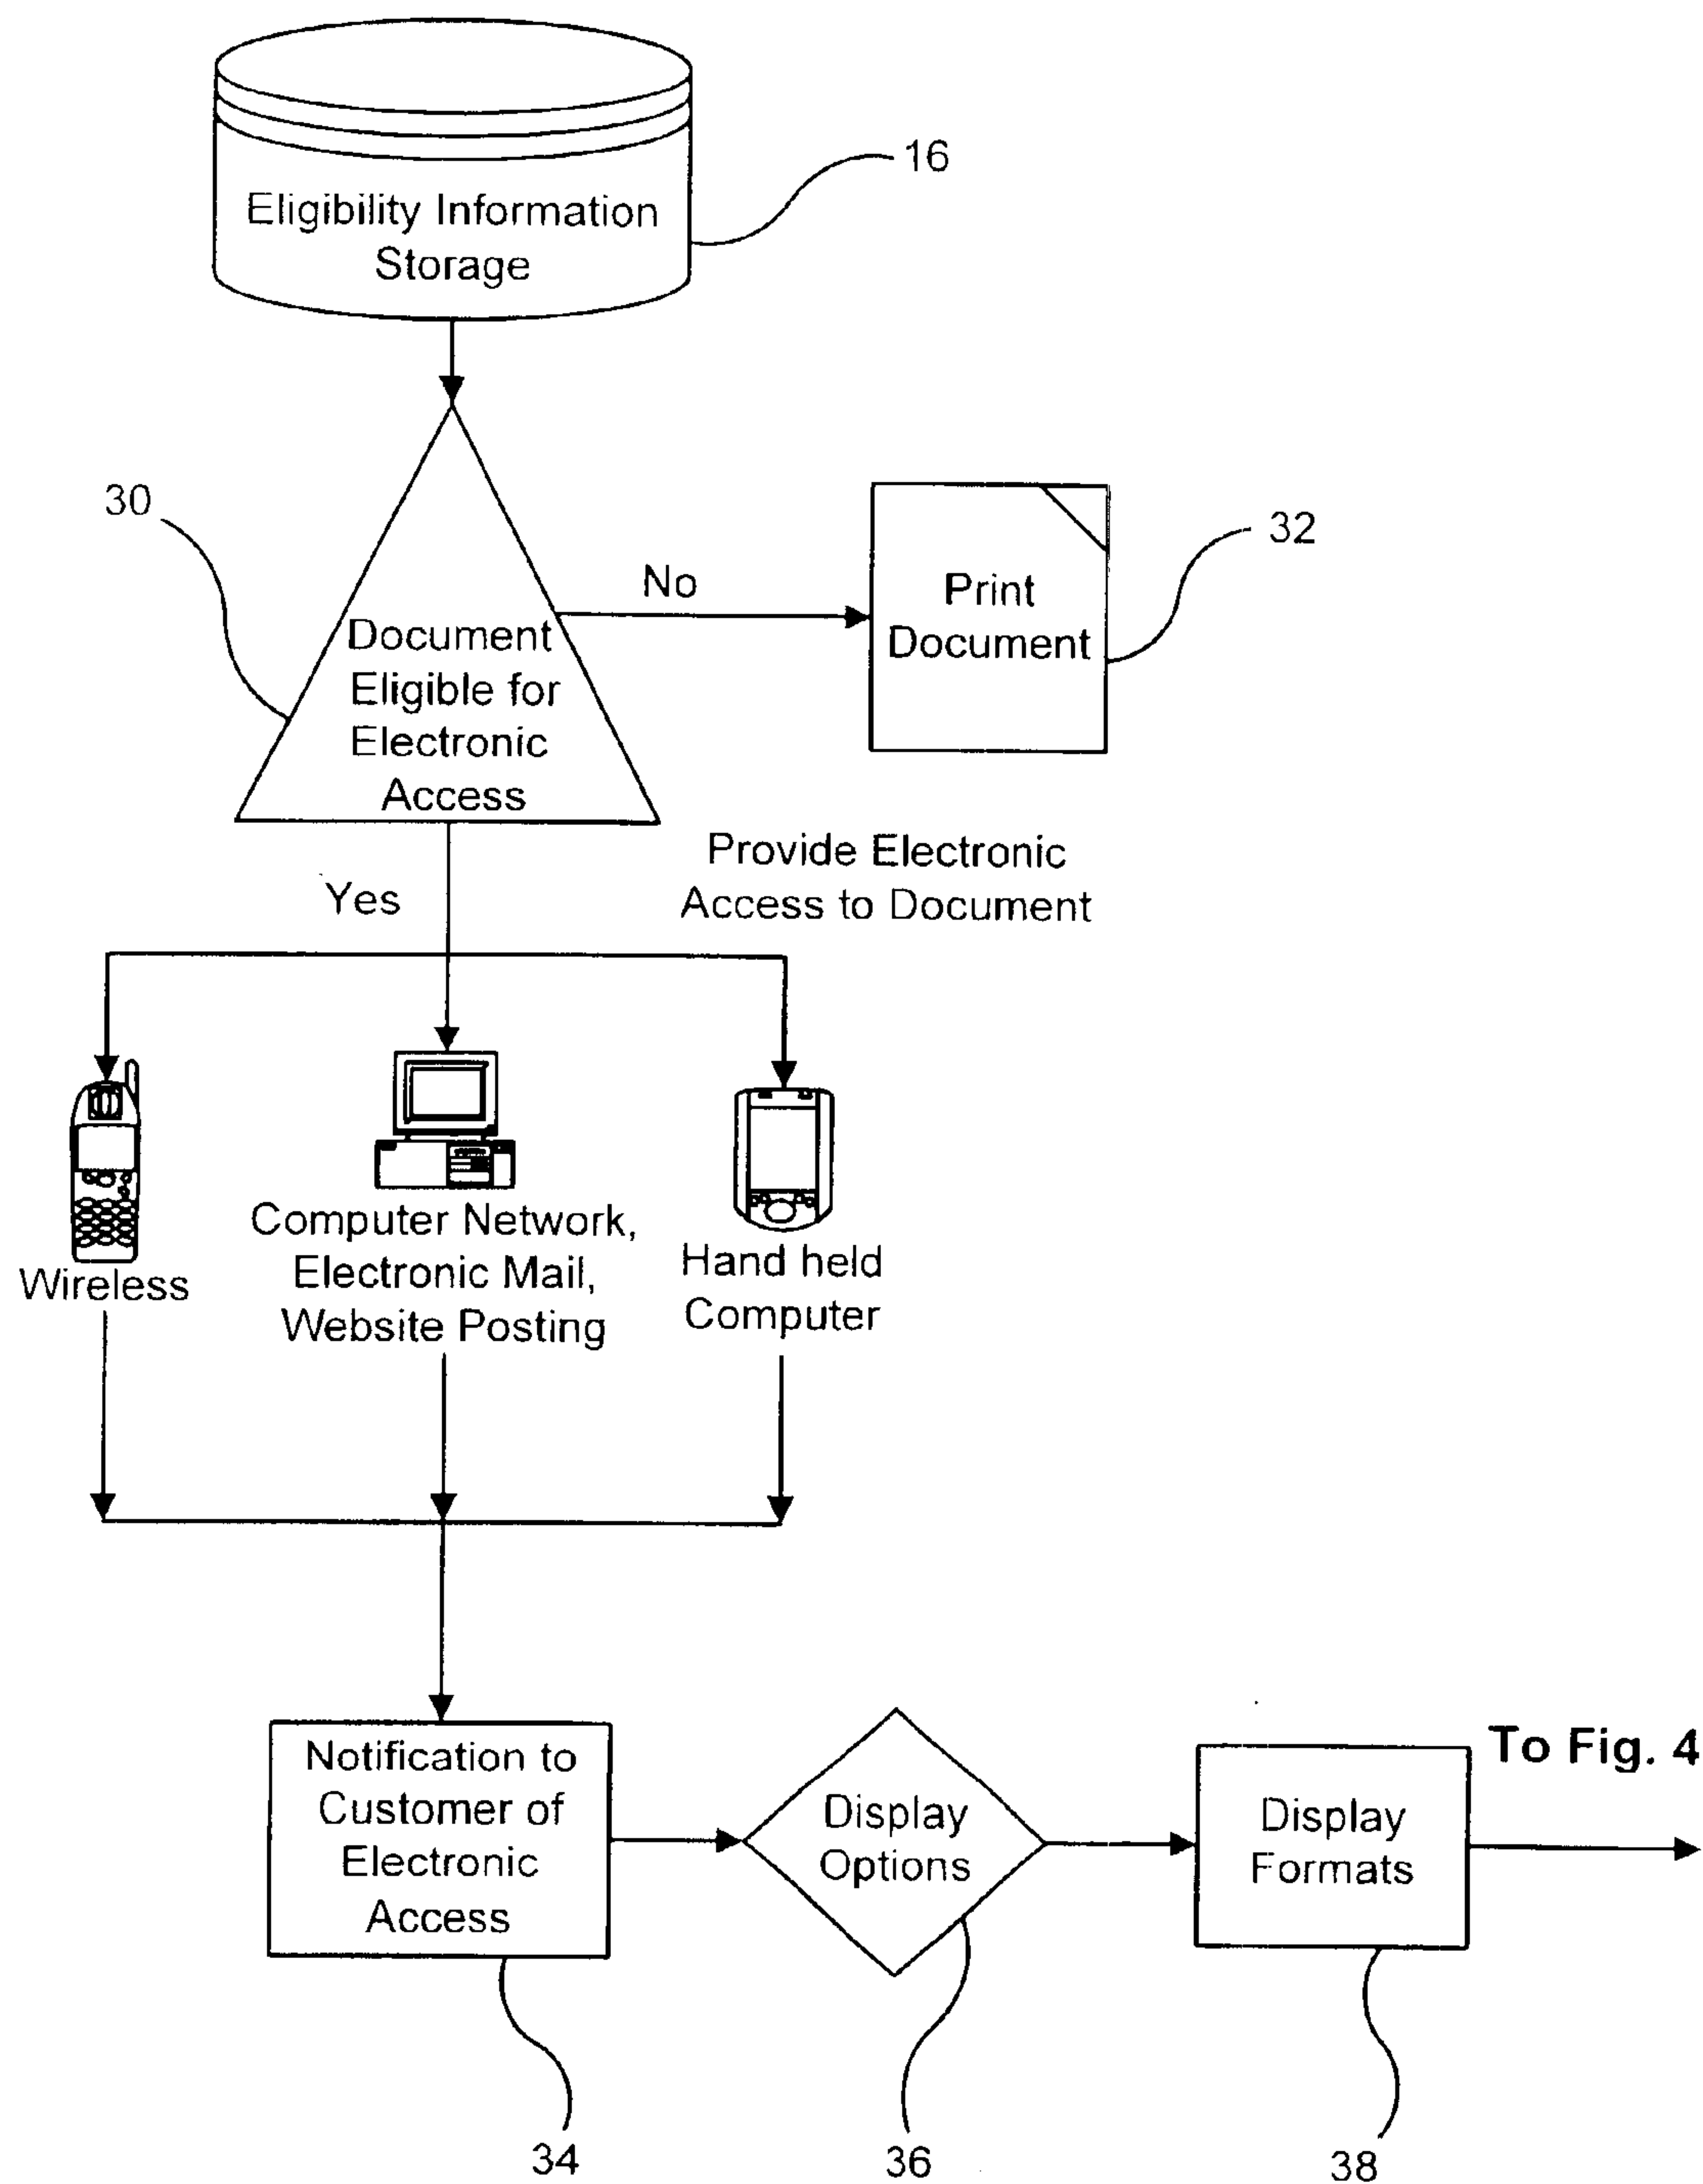 16
Eligibility Information
Storage
30
32
No
Print
Document
Document
Eligible for
Electronic
Access
Provide Electronic
Access to Document
Yes
Wireless
Computer Network,
Electronic Mail,
Website Posting
Hand held
Computer
Notification to
Customer of
Electronic
Access
Display
Options
Display
Formats
To Fig. 4
34
36
38